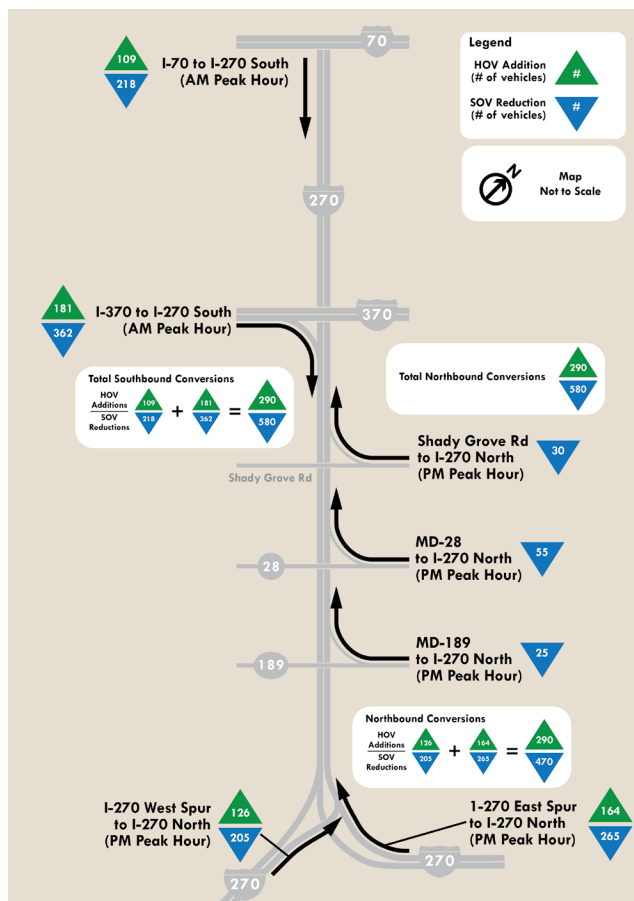 70
109
218
I-70 to I-270 South
(AM Peak Hour)
Legend
HOV Addition
(# of vehicles)
#
SOV Reduction
(# of vehicles)
#
N
Map
Not to Scale
270
181
362
I-370 to I-270 South
(AM Peak Hour)
370
Total Southbound Conversions
HOV
Additions
SOV
Reductions
109
218
+
181
362
=
290
580
Total Northbound Conversions
290
580
Shady Grove Rd
to I-270 North
(PM Peak Hour)
30
Shady Grove Rd
MD-28
to I-270 North
(PM Peak Hour)
55
28
MD-189
to I-270 North
(PM Peak Hour)
25
189
Northbound Conversions
HOV
Additions
SOV
Reductions
126
205
+
164
265
=
290
470
I-270 West Spur
to I-270 North
(PM Peak Hour)
126
205
1-270 East Spur
to I-270 North
(PM Peak Hour)
164
265
270
270